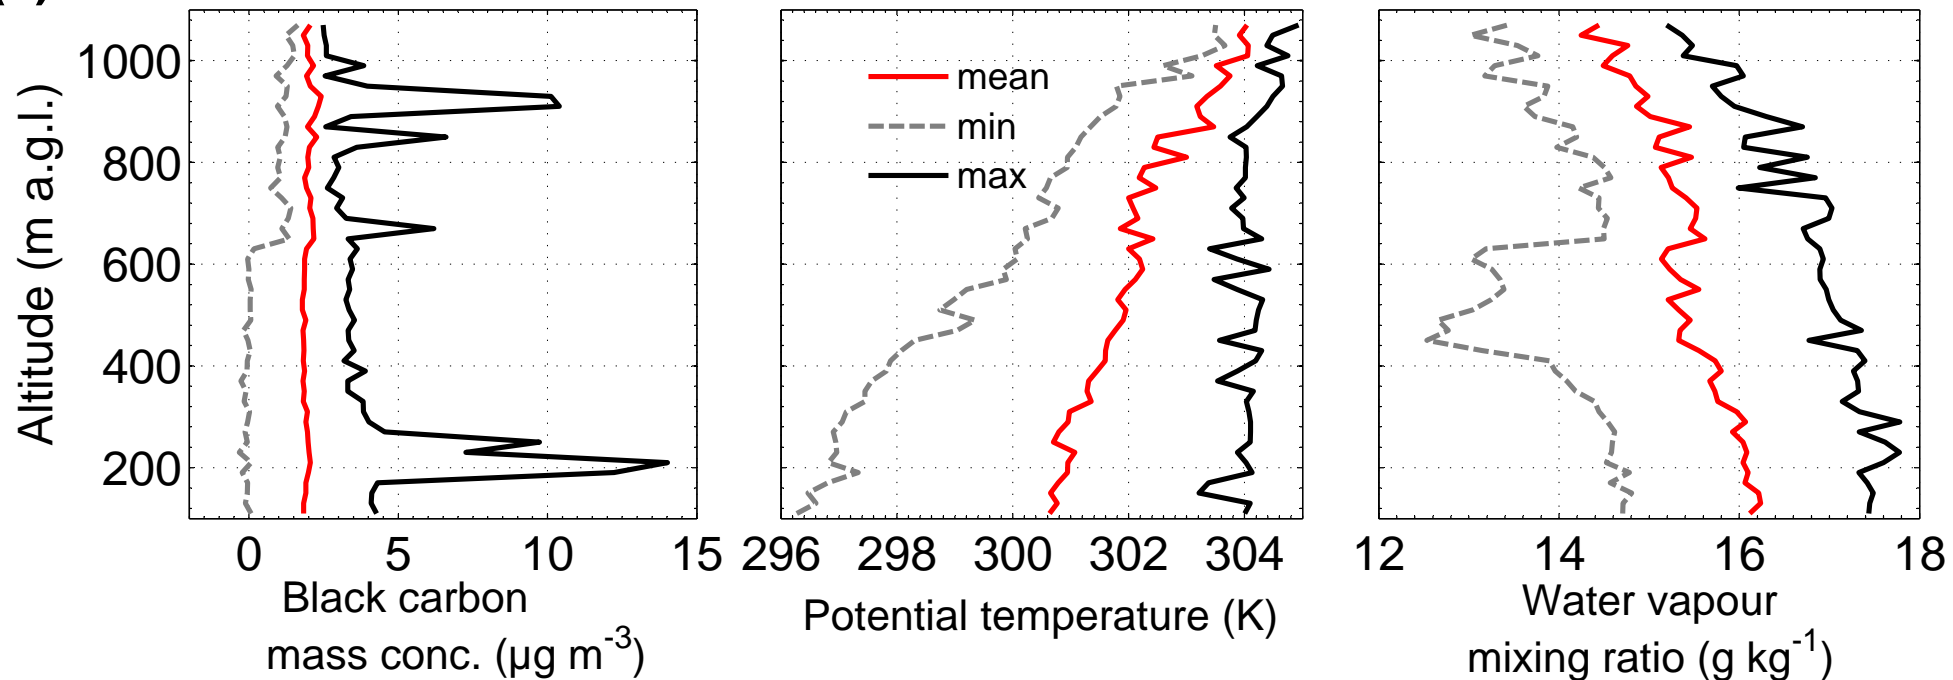 1000
800
600
400
200
Altitude (m a.g.l.)
0 5 10 15
Black carbon
mass conc. (µg m-3)
mean
min
max
296 298 300 302 304
Potential temperature (K)
12 14 16 18
Water vapour
mixing ratio (g kg-1)